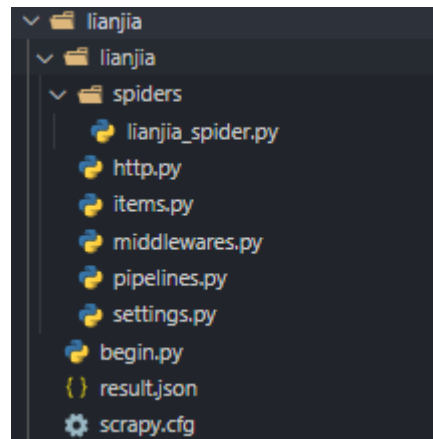 lianjia
lianjia
spiders
lianjia_spider.py
http.py
items.py
middlewares.py
pipelines.py
settings.py
begin.py
{} result.json
scrapy.cfg